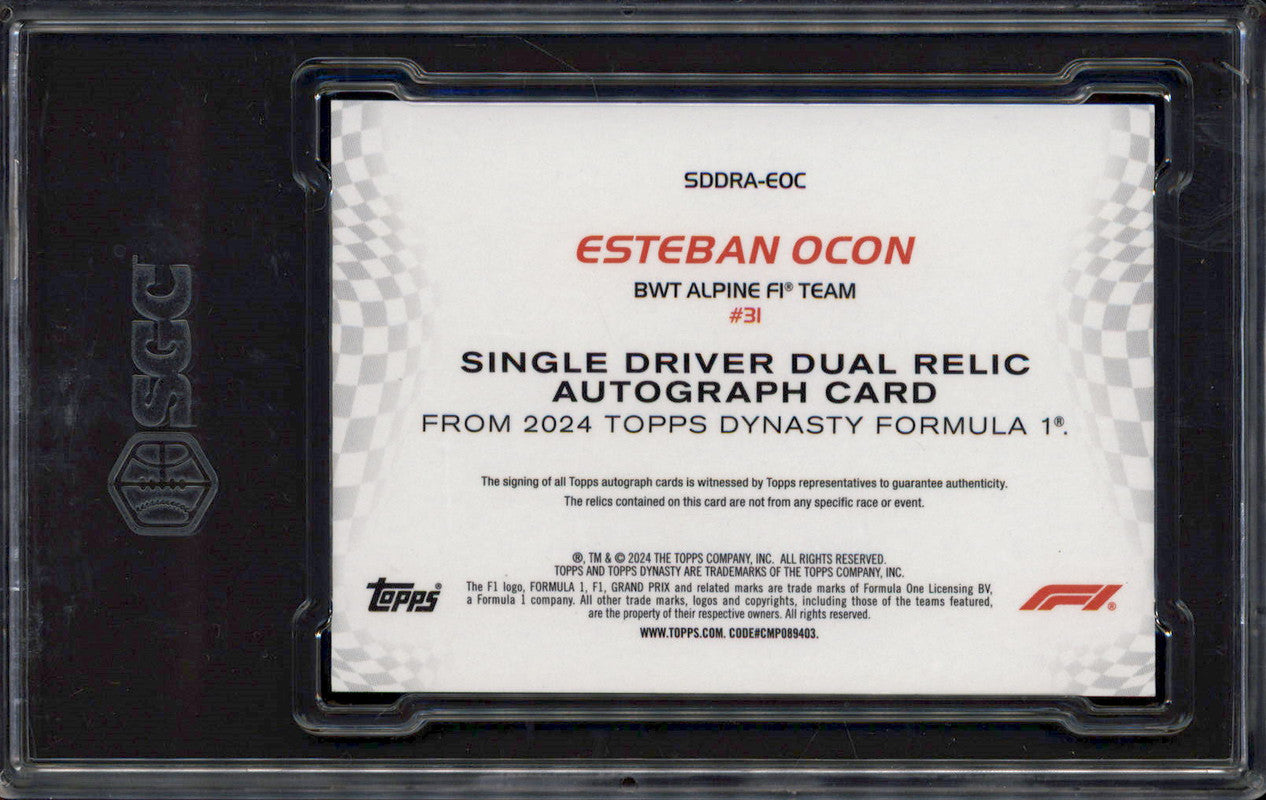 SGC
SDDRA-EOC
ESTEBAN OCON
BWT ALPINE F1® TEAM
#31
SINGLE DRIVER DUAL RELIC
AUTOGRAPH CARD
FROM 2024 TOPPS DYNASTY FORMULA 1®.
The signing of all Topps autograph cards is witnessed by Topps representatives to guarantee authenticity.
The relics contained on this card are not from any specific race or event.
®, TM & © 2024 THE TOPPS COMPANY, INC. ALL RIGHTS RESERVED.
TOPPS AND TOPPS DYNASTY ARE TRADEMARKS OF THE TOPPS COMPANY, INC.
The F1 logo, FORMULA 1, F1, GRAND PRIX and related marks are trade marks of Formula One Licensing BV,
a Formula 1 company. All other trade marks, logos and copyrights, including those of the teams featured,
are the property of their respective owners. All rights reserved.
WWW.TOPPS.COM. CODE#CMP089403.
topps®
F1®